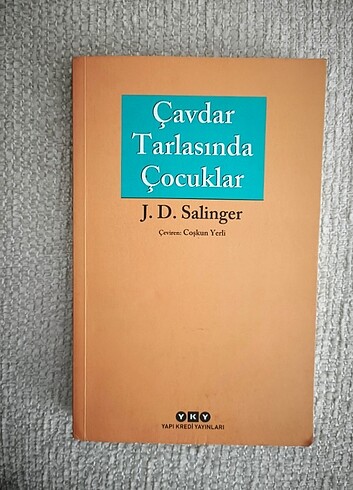 Çavdar
Tarlasında
Çocuklar
J. D. Salinger
Çeviren: Coşkun Yerli
YKY
YAPI KREDİ YAYINLARI